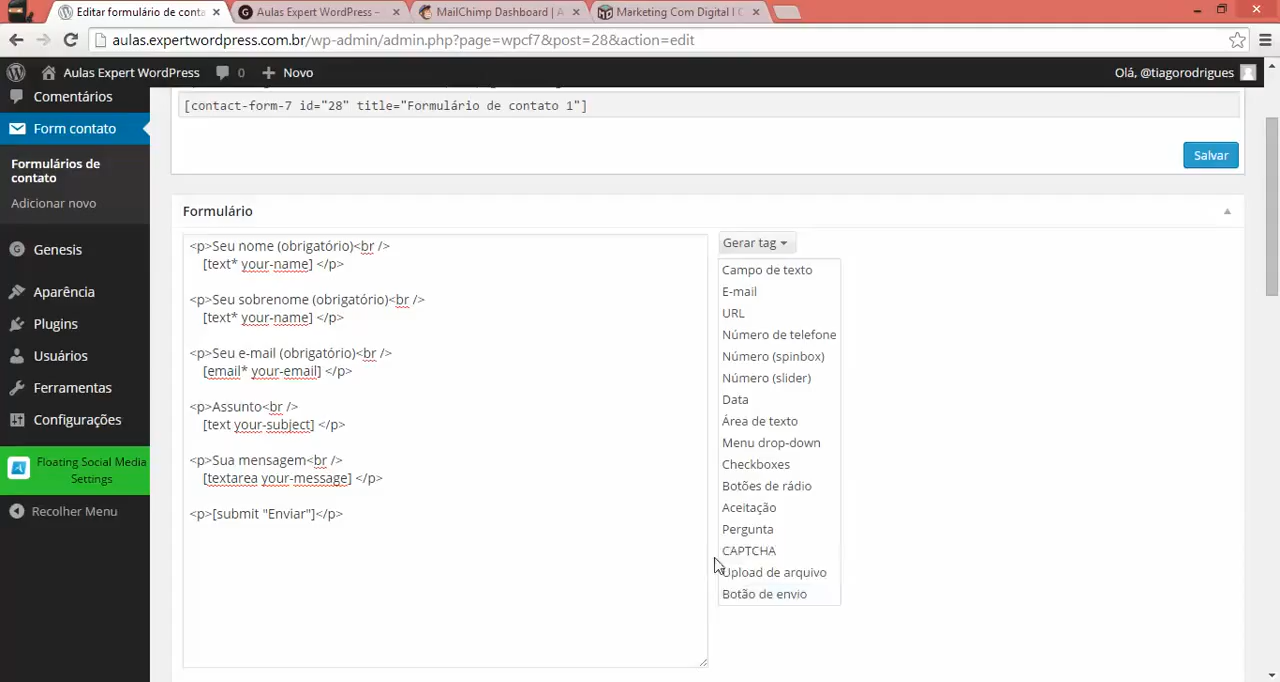 Editar formulário de conta
Aulas Expert WordPress –
MailChimp Dashboard | A
Marketing Com Digital | C
aulas.expertwordpress.com.br/wp-admin/admin.php?page=wpcf7&post=28&action=edit
Aulas Expert WordPress
0
Novo
Olá, @tiagorodrigues
Comentários
Form contato
Formulários de
contato
Adicionar novo
Genesis
Aparência
Plugins
Usuários
Ferramentas
Configurações
Floating Social Media
Settings
Recolher Menu
[contact-form-7 id="28" title="Formulário de contato 1"]
Salvar
Formulário
<p>Seu nome (obrigatório)<br />
[text* your-name] </p>
<p>Seu sobrenome (obrigatório)<br />
[text* your-name] </p>
<p>Seu e-mail (obrigatório)<br />
[email* your-email] </p>
<p>Assunto<br />
[text your-subject] </p>
<p>Sua mensagem<br />
[textarea your-message] </p>
<p>[submit "Enviar"]</p>
Gerar tag
Campo de texto
E-mail
URL
Número de telefone
Número (spinbox)
Número (slider)
Data
Área de texto
Menu drop-down
Checkboxes
Botões de rádio
Aceitação
Pergunta
CAPTCHA
Upload de arquivo
Botão de envio